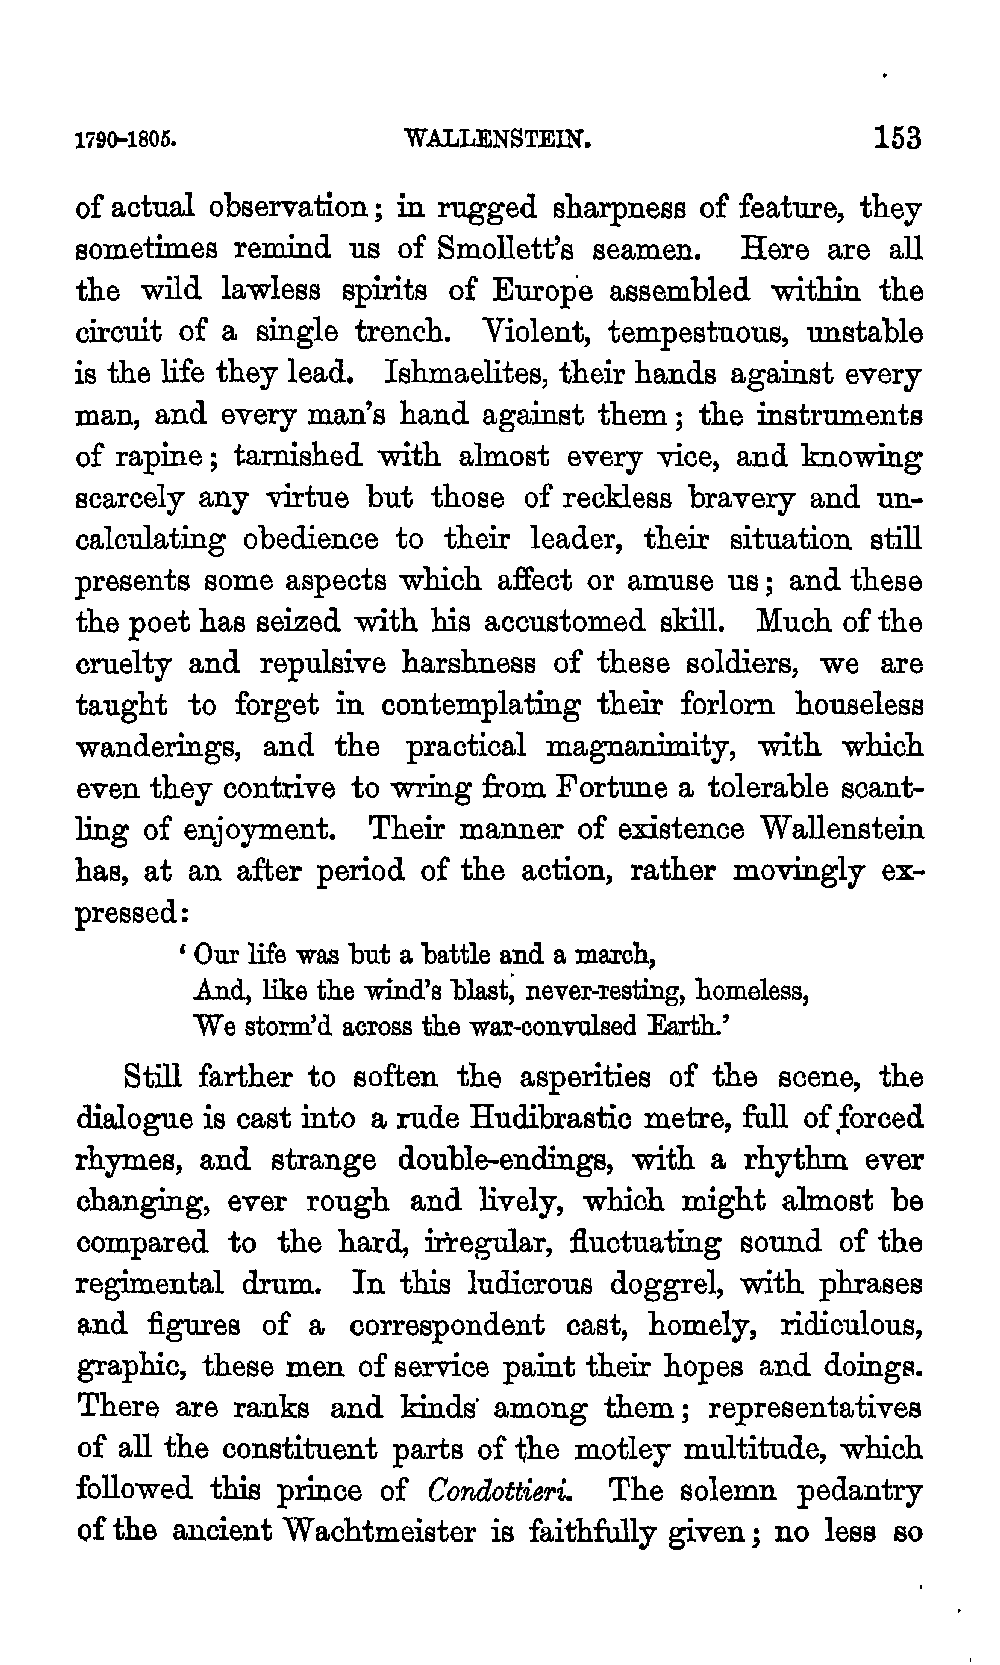 1790-1805. WALLENSTEIN. 153
of actual observation; in rugged sharpness of feature, they
sometimes remind us of Smollett's seamen. Here are all
the wild lawless spirits of Europe assembled within the
circuit of a single trench. Violent, tempestuous, unstable
is the life they lead. Ishmaelites, their hands against every
man, and every man's hand against them; the instruments
of rapine; tarnished with almost every vice, and knowing
scarcely any virtue but those of reckless bravery and un-
calculating obedience to their leader, their situation still
presents some aspects which affect or amuse us; and these
the poet has seized with his accustomed skill. Much of the
cruelty and repulsive harshness of these soldiers, we are
taught to forget in contemplating their forlorn houseless
wanderings, and the practical magnanimity, with which
even they contrive to wring from Fortune a tolerable scant-
ling of enjoyment. Their manner of existence Wallenstein
has, at an after period of the action, rather movingly ex-
pressed:
‘Our life was but a battle and a march,
And, like the wind's blast, never-resting, homeless,
We storm'd across the war-convulsed Earth.’
Still farther to soften the asperities of the scene, the
dialogue is cast into a rude Hudibrastic metre, full of forced
rhymes, and strange double-endings, with a rhythm ever
changing, ever rough and lively, which might almost be
compared to the hard, irregular, fluctuating sound of the
regimental drum. In this ludicrous doggrel, with phrases
and figures of a correspondent cast, homely, ridiculous,
graphic, these men of service paint their hopes and doings.
There are ranks and kinds among them; representatives
of all the constituent parts of the motley multitude, which
followed this prince of Condottieri. The solemn pedantry
of the ancient Wachtmeister is faithfully given; no less so